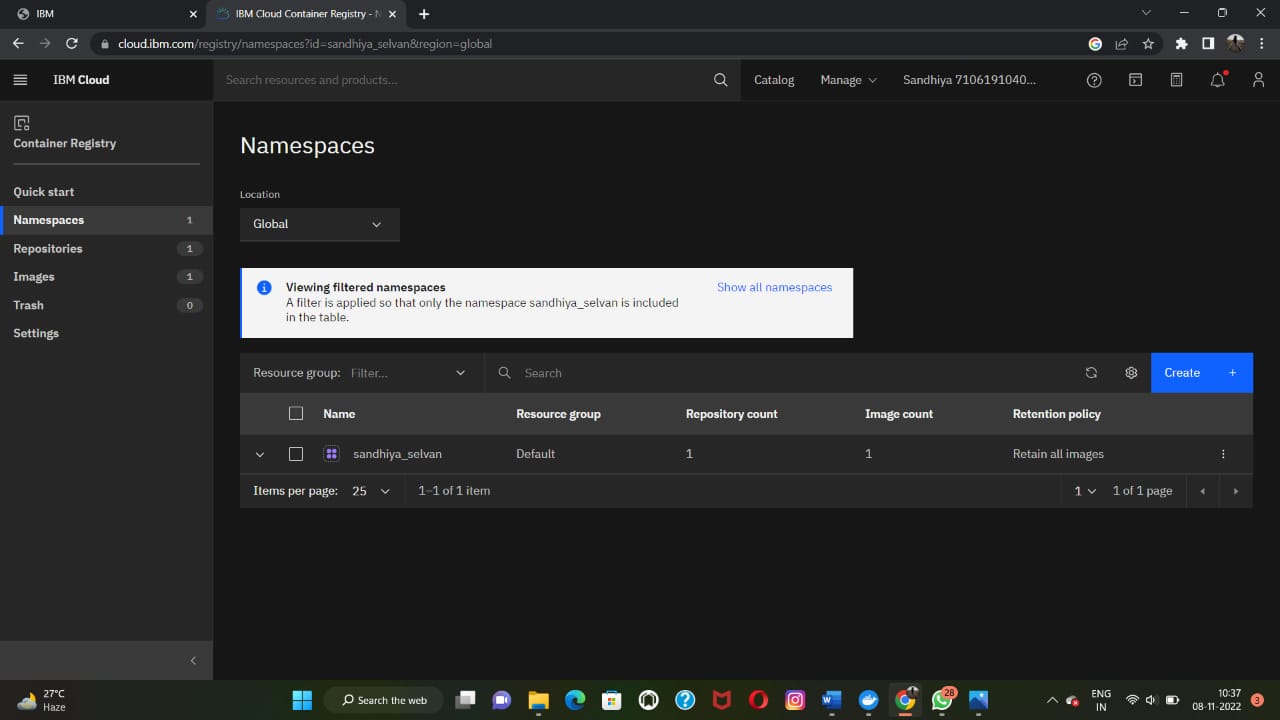 IBM
IBM Cloud Container Registry - N
cloud.ibm.com/registry/namespaces?id=sandhiya_selvan&region=global
IBM Cloud
Search resources and products...
Catalog
Manage
Sandhiya 7106191040...
Container Registry
Quick start
Namespaces 1
Repositories 1
Images 1
Trash 0
Settings
Namespaces
Location
Global
Viewing filtered namespaces
Show all namespaces
A filter is applied so that only the namespace sandhiya_selvan is included
in the table.
Resource group: Filter...
Search
Create +
Name Resource group Repository count Image count Retention policy
sandhiya_selvan Default 1 1 Retain all images
Items per page: 25 1–1 of 1 item 1 1 of 1 page
27°C
Haze
Search the web
28
ENG
IN
10:37
08-11-2022
3